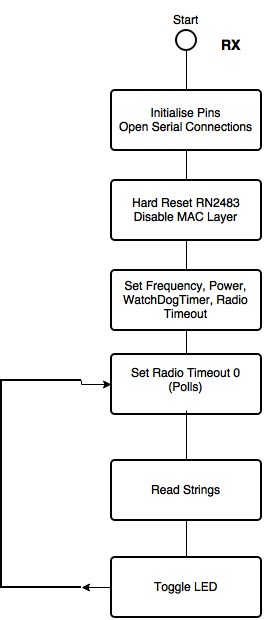 Start
RX
Initialise Pins
Open Serial Connections
Hard Reset RN2483
Disable MAC Layer
Set Frequency, Power,
WatchDogTimer, Radio
Timeout
Set Radio Timeout 0
(Polls)
Read Strings
Toggle LED